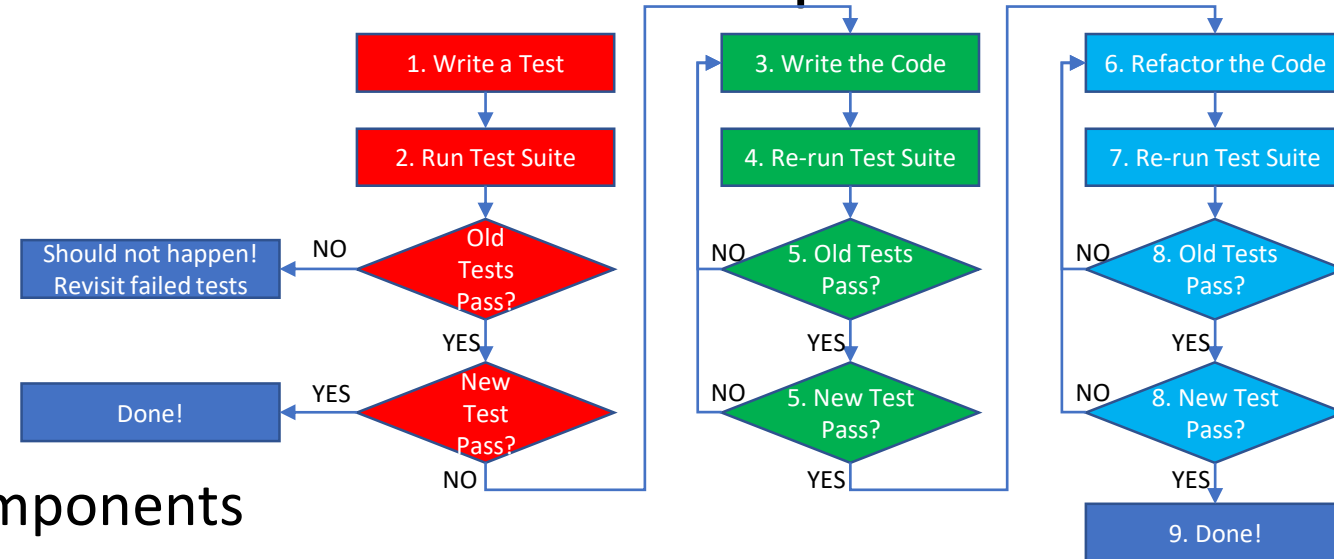 1. Write a Test
2. Run Test Suite
Old
Tests
Pass?
NO
Should not happen!
Revisit failed tests
YES
New
Test
Pass?
YES
Done!
NO
3. Write the Code
4. Re-run Test Suite
5. Old Tests
Pass?
NO
YES
5. New Test
Pass?
NO
YES
6. Refactor the Code
7. Re-run Test Suite
8. Old Tests
Pass?
NO
YES
8. New Test
Pass?
NO
YES
9. Done!
mponents